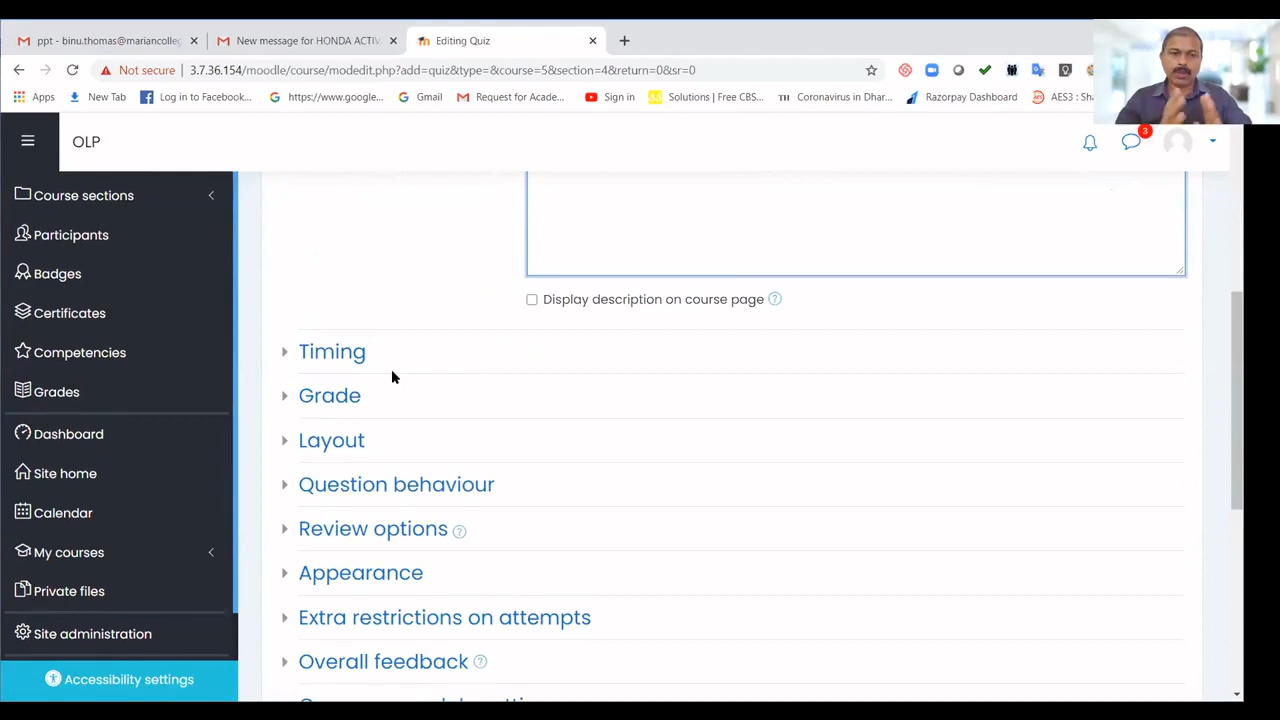 ppt - binu.thomas@mariancolleg
New message for HONDA ACTIV
Editing Quiz
Not secure
3.7.36.154/moodle/course/modedit.php?add=quiz&type=&course=5&section=4&return=0&sr=0
Apps
New Tab
Log in to Facebook...
https://www.google...
Gmail
Request for Acade...
Sign in
Solutions | Free CBS...
TH
Coronavirus in Dhar...
Razorpay Dashboard
AES3 : Sha
OLP
3
Course sections
Participants
Badges
Certificates
Competencies
Grades
Dashboard
Site home
Calendar
My courses
Private files
Site administration
Accessibility settings
Display description on course page
Timing
Grade
Layout
Question behaviour
Review options
Appearance
Extra restrictions on attempts
Overall feedback